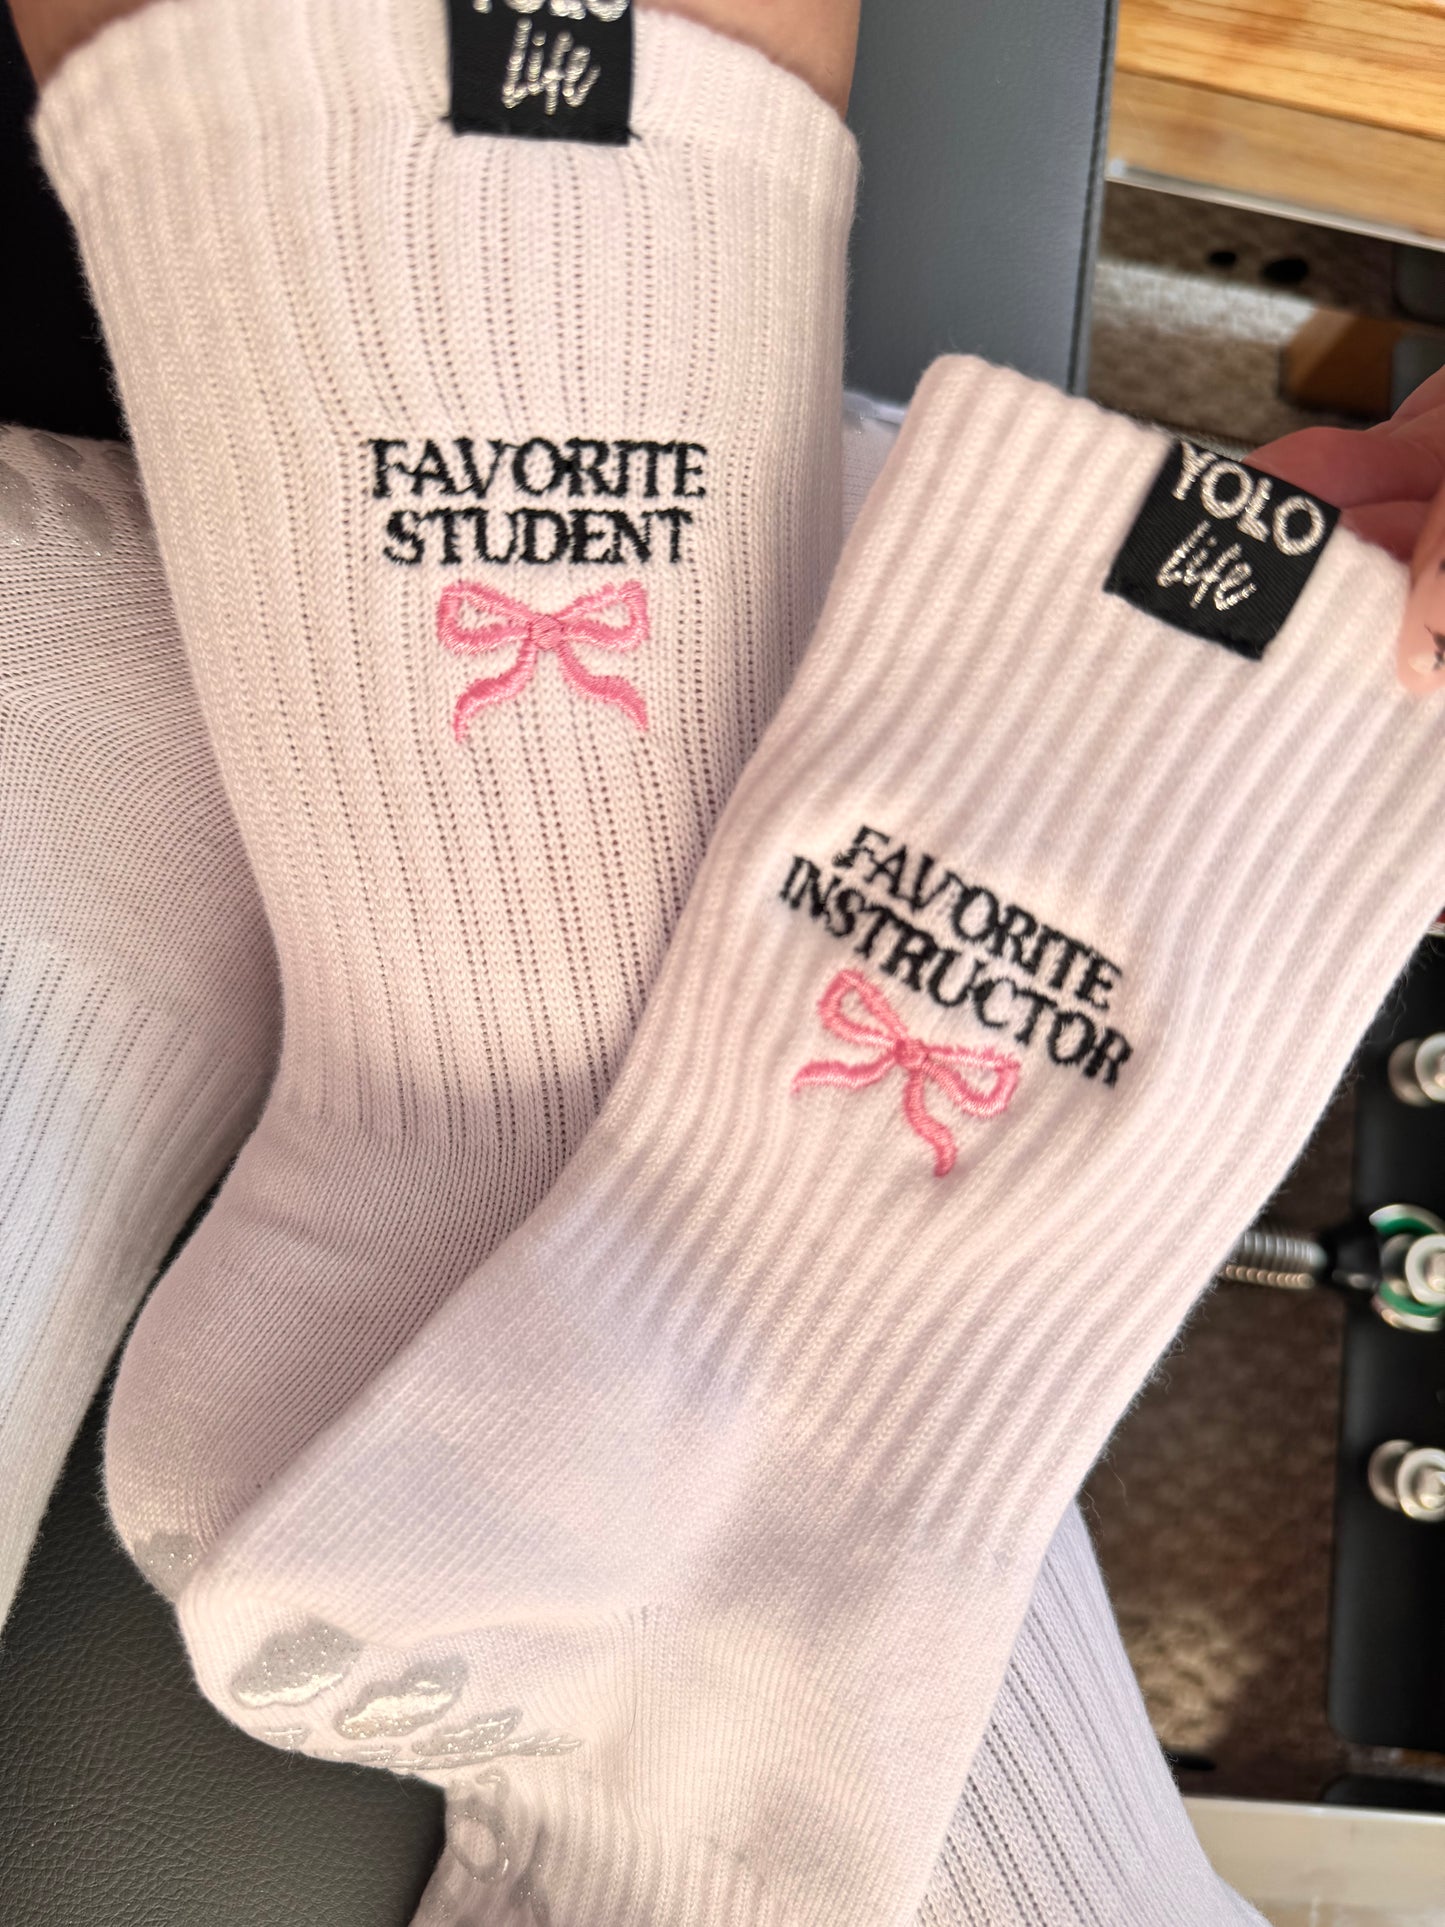 YOLO
life
FAVORITE
STUDENT
YOLO
life
FAVORITE
INSTRUCTOR